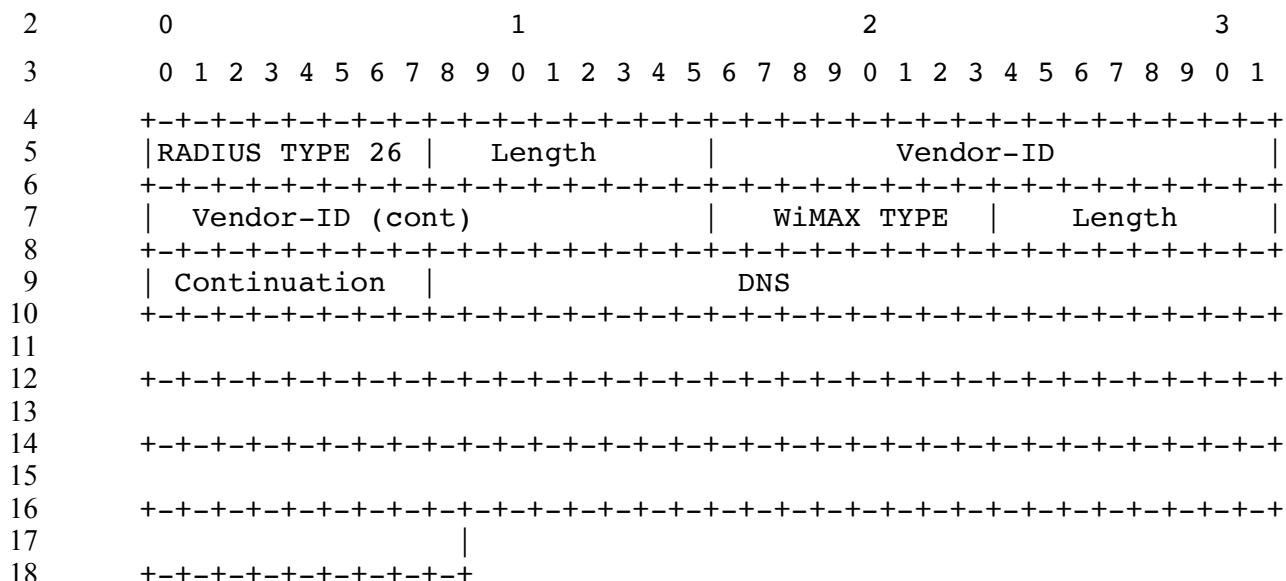 2 0 1 2 3
3 0 1 2 3 4 5 6 7 8 9 0 1 2 3 4 5 6 7 8 9 0 1 2 3 4 5 6 7 8 9 0 1
4 +-+-+-+-+-+-+-+-+-+-+-+-+-+-+-+-+-+-+-+-+-+-+-+-+-+-+-+-+-+-+-+-+
5 |RADIUS TYPE 26 | Length | Vendor-ID |
6 +-+-+-+-+-+-+-+-+-+-+-+-+-+-+-+-+-+-+-+-+-+-+-+-+-+-+-+-+-+-+-+-+
7 | Vendor-ID (cont) | WiMAX TYPE | Length |
8 +-+-+-+-+-+-+-+-+-+-+-+-+-+-+-+-+-+-+-+-+-+-+-+-+-+-+-+-+-+-+-+-+
9 | Continuation | DNS
10 +-+-+-+-+-+-+-+-+-+-+-+-+-+-+-+-+-+-+-+-+-+-+-+-+-+-+-+-+-+-+-+-+
11
12 +-+-+-+-+-+-+-+-+-+-+-+-+-+-+-+-+-+-+-+-+-+-+-+-+-+-+-+-+-+-+-+-+
13
14 +-+-+-+-+-+-+-+-+-+-+-+-+-+-+-+-+-+-+-+-+-+-+-+-+-+-+-+-+-+-+-+-+
15
16 +-+-+-+-+-+-+-+-+-+-+-+-+-+-+-+-+-+-+-+-+-+-+-+-+-+-+-+-+-+-+-+-+
17 |
18 +-+-+-+-+-+-+-+-+-+